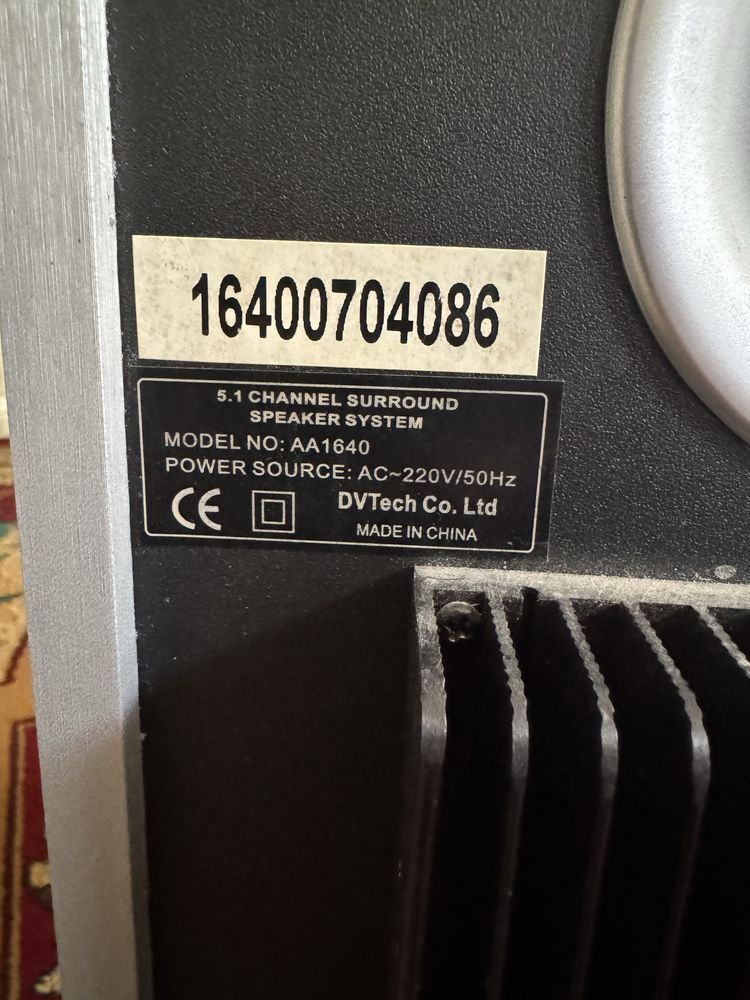 16400704086
5.1 CHANNEL SURROUND
SPEAKER SYSTEM
MODEL NO: AA1640
POWER SOURCE: AC~220V/50Hz
CE
DVTech Co. Ltd
MADE IN CHINA